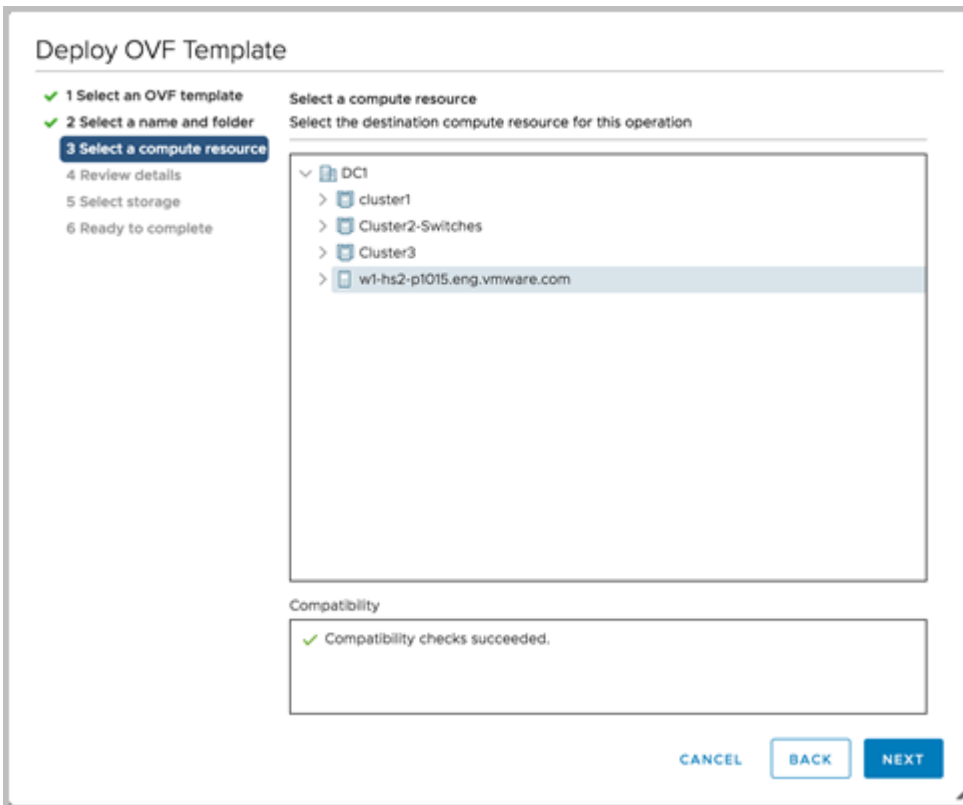 Deploy OVF Template
1 Select an OVF template
2 Select a name and folder
3 Select a compute resource
4 Review details
5 Select storage
6 Ready to complete
Select a compute resource
Select the destination compute resource for this operation
DC1
cluster1
Cluster2-Switches
Cluster3
w1-hs2-p1015.eng.vmware.com
Compatibility
Compatibility checks succeeded.
CANCEL
BACK
NEXT